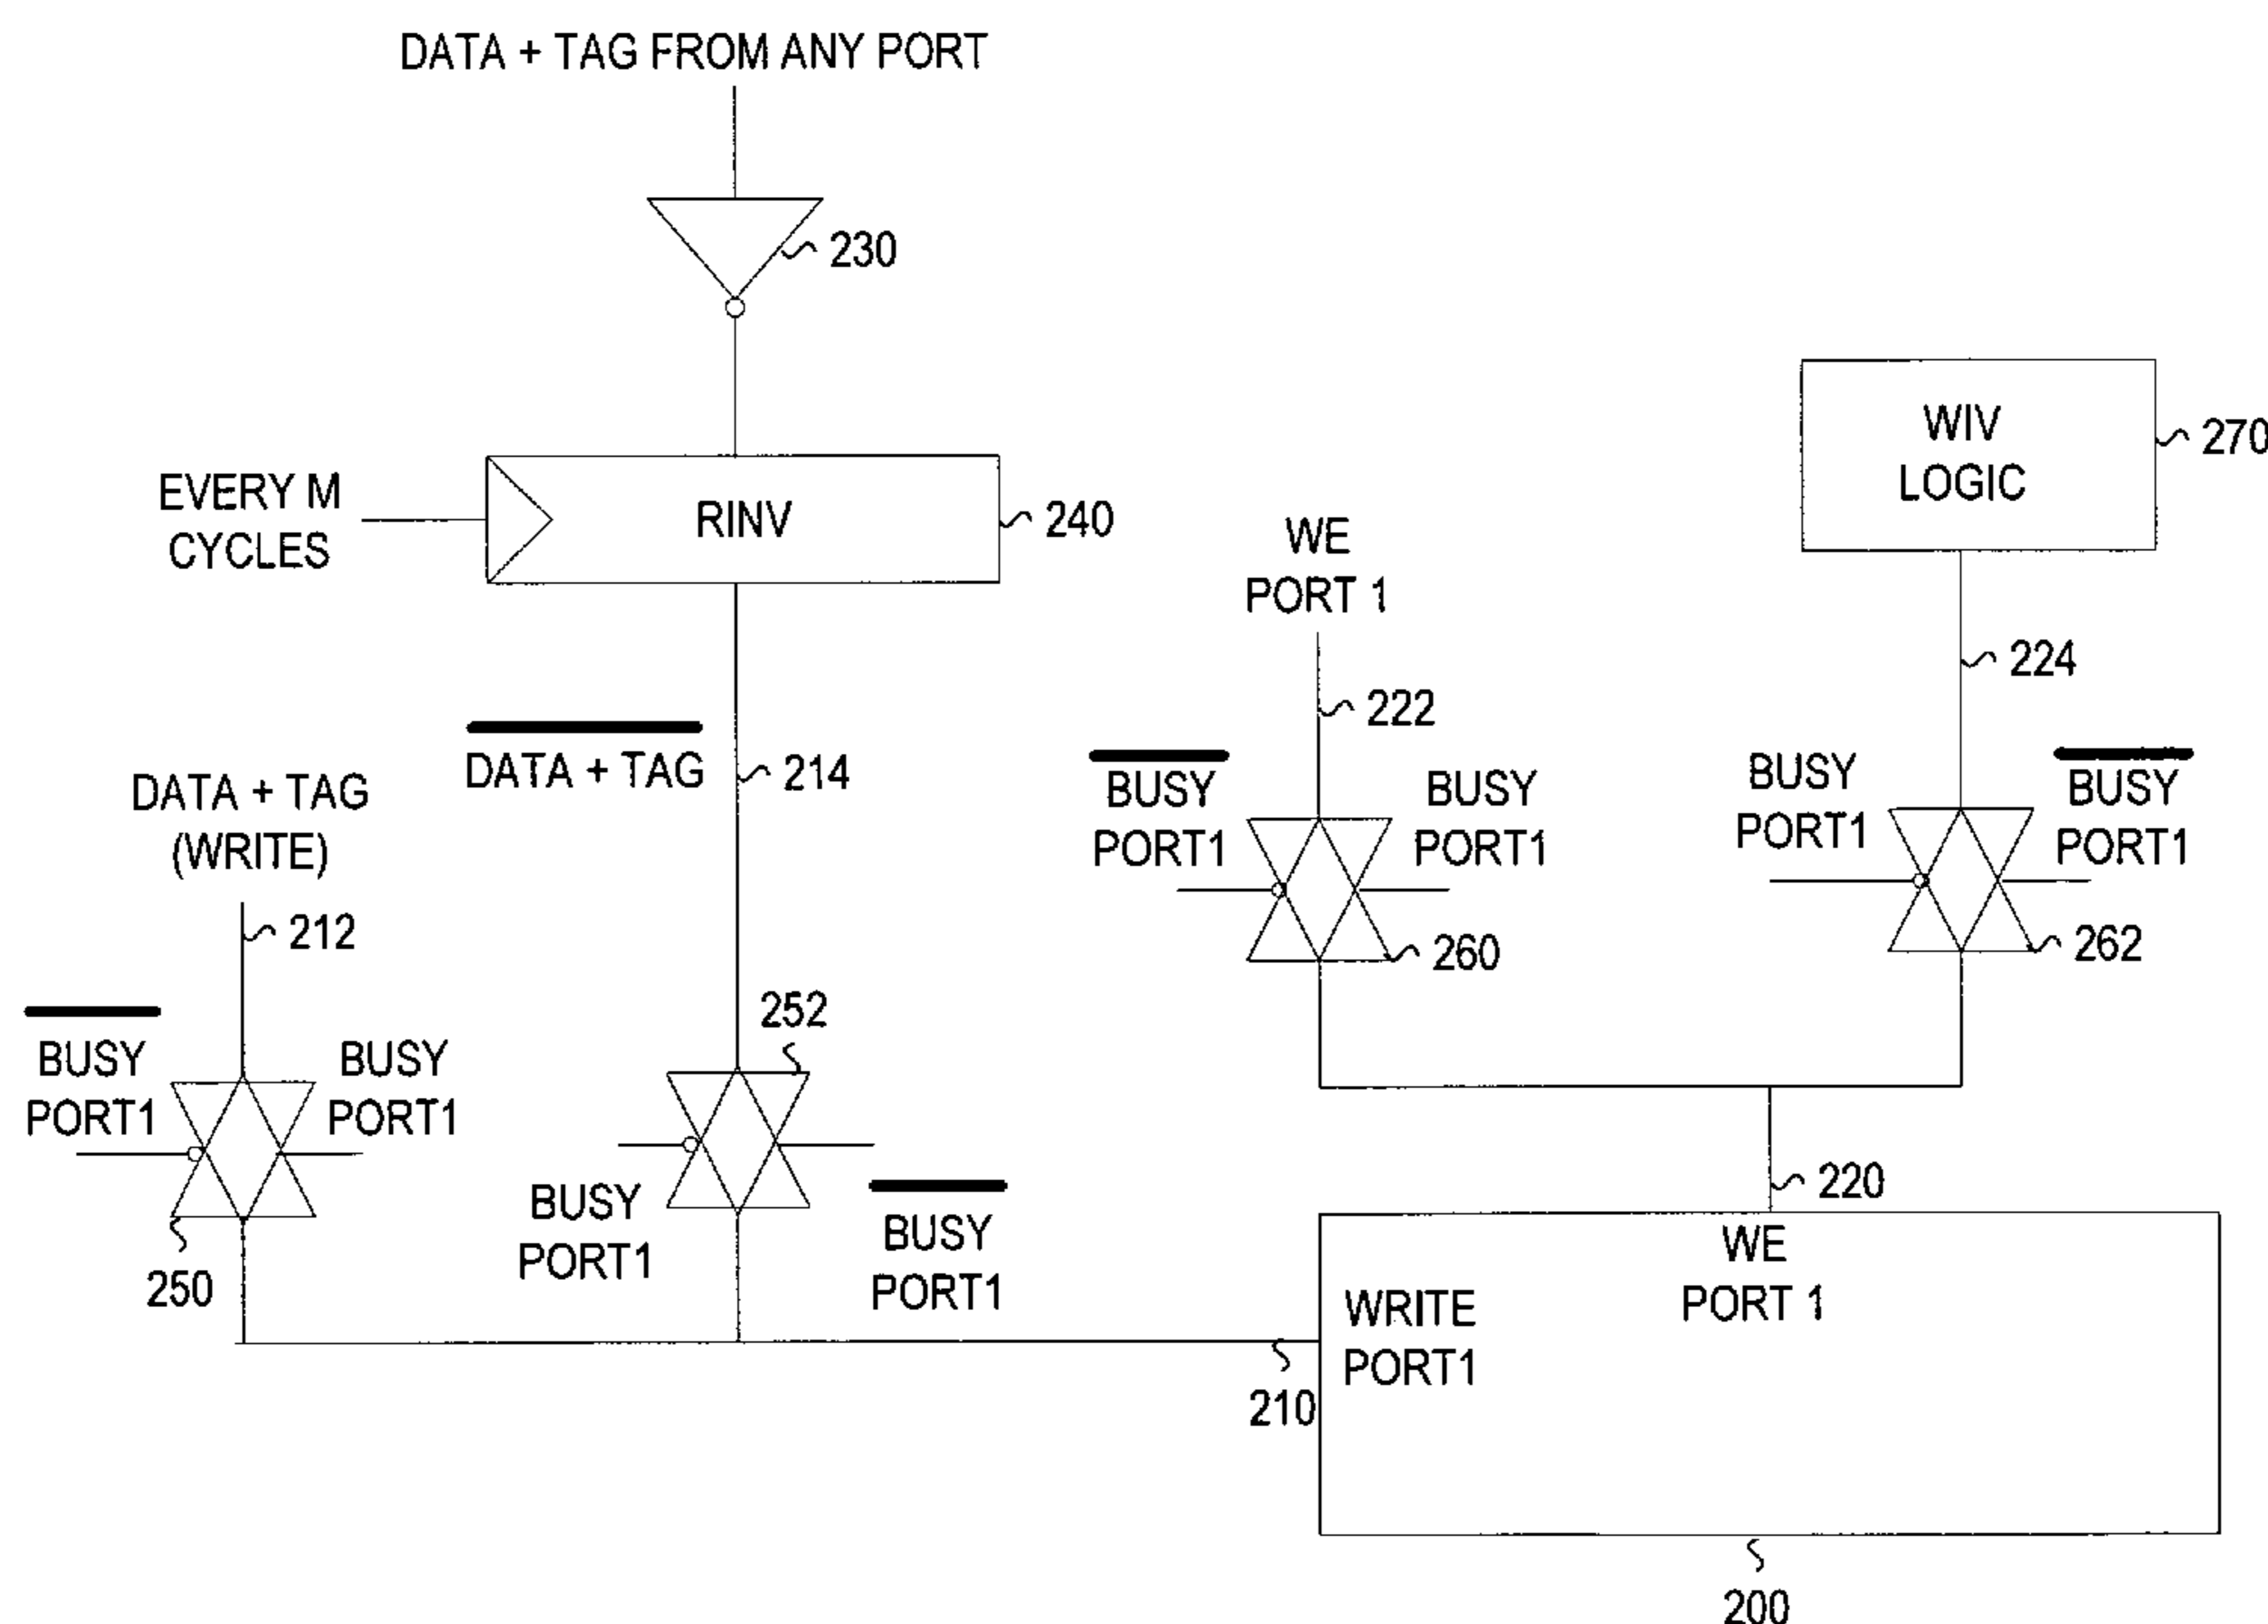 DATA + TAG FROM ANY PORT
230
WIV
LOGIC
270
EVERY M
CYCLES
RINV
240
WE
PORT 1
222
224
DATA + TAG
214
BUSY
PORT1
BUSY
PORT1
BUSY
PORT1
BUSY
PORT1
DATA + TAG
(WRITE)
212
260
262
252
BUSY
PORT1
BUSY
PORT1
250
BUSY
PORT1
BUSY
PORT1
220
WE
PORT 1
WRITE
PORT1
210
200